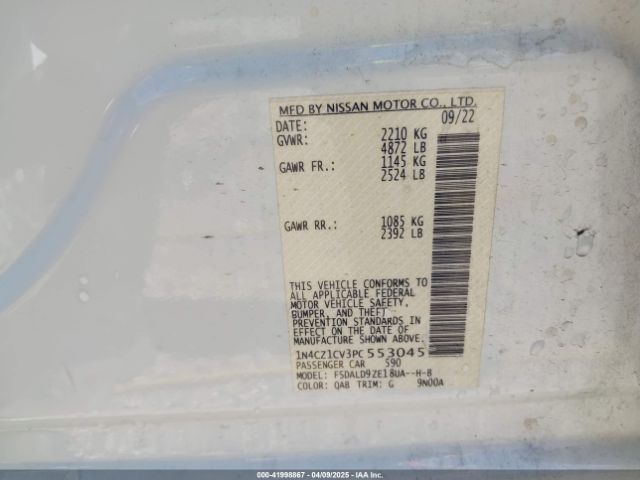 MFD BY NISSAN MOTOR CO., LTD.
DATE: 09/22
GVWR: 2210 KG
4872 LB
GAWR FR.: 1145 KG
2524 LB
GAWR RR.: 1085 KG
2392 LB
THIS VEHICLE CONFORMS TO
ALL APPLICABLE FEDERAL
MOTOR VEHICLE SAFETY,
BUMPER, AND THEFT
PREVENTION STANDARDS
IN EFFECT ON THE DATE OF
MANUFACTURE SHOWN ABOVE.
1N4CZ1CV3PC553045
PASSENGER CAR 590
MODEL: FSDALD9ZE18UA--H-B
COLOR: QAB TRIM: G 9N00A
000-41998867 - 04/09/2025 - IAAI, Inc.